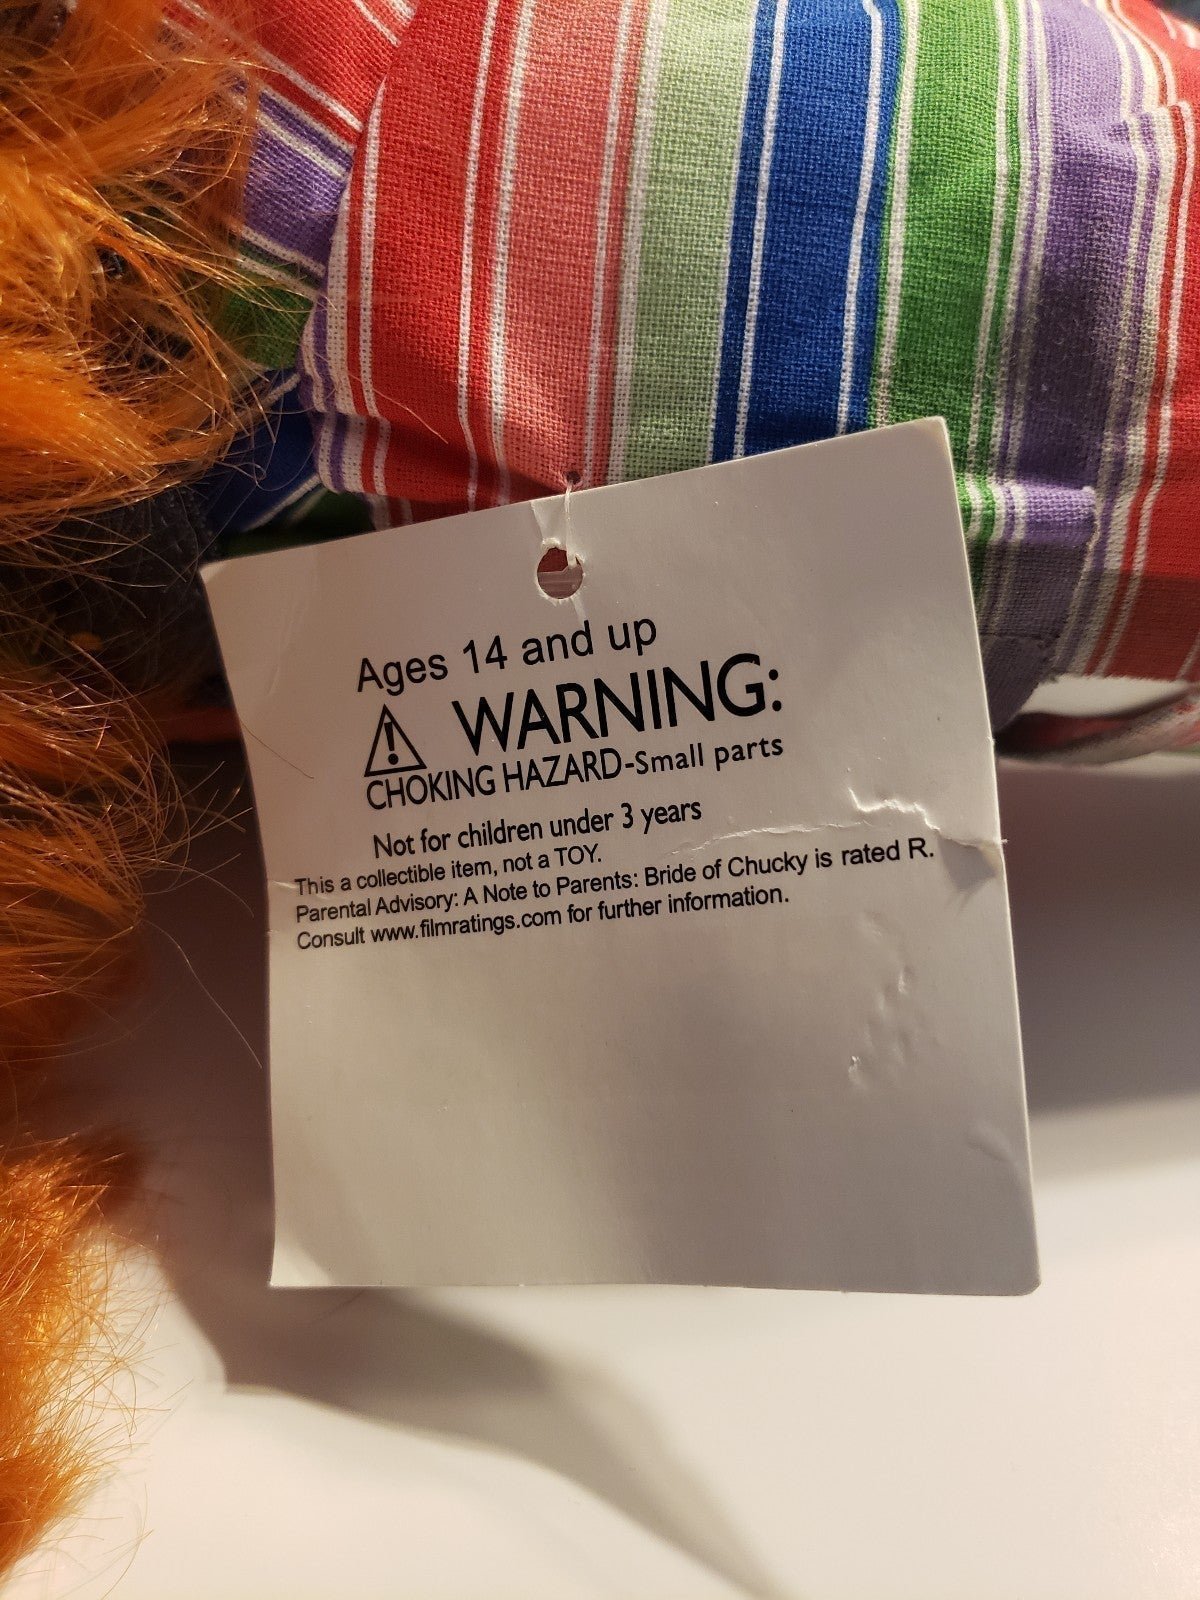 Ages 14 and up
WARNING:
CHOKING HAZARD-Small parts
Not for children under 3 years
This a collectible item, not a TOY.
Parental Advisory: A Note to Parents: Bride of Chucky is rated R.
Consult www.filmratings.com for further information.